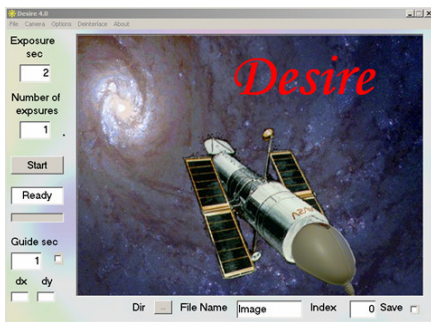 Desire 4.0
File Camera Options Deinterlace About
Exposure
sec
2
Number of
expsures
1
Start
Ready
Guide sec
1
dx dy
Desire
Dir ... File Name Image Index 0 Save